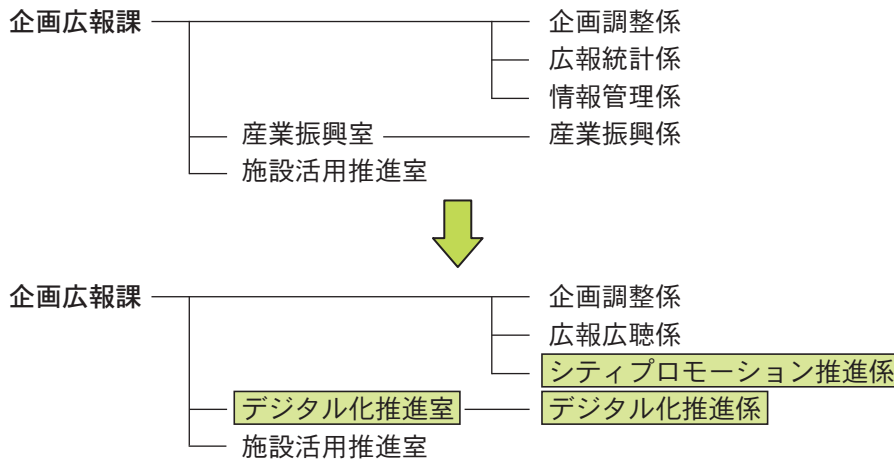 企画広報課 企画調整係
広報統計係
情報管理係
産業振興室 産業振興係
施設活用推進室
企画広報課 企画調整係
広報広聴係
シティプロモーション推進係
デジタル化推進室 デジタル化推進係
施設活用推進室